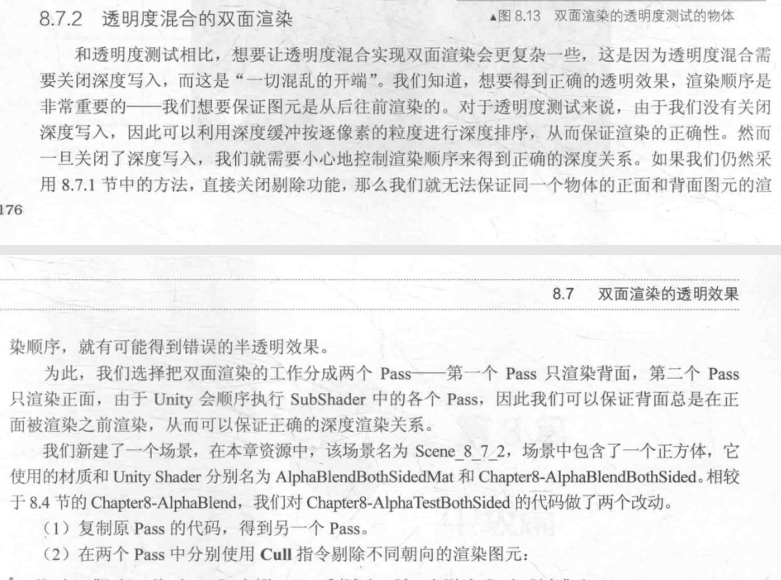 8.7.2 透明度混合的双面渲染
▲图 8.13 双面渲染的透明度测试的物体
和透明度测试相比，想要让透明度混合实现双面渲染会更复杂一些，这是因为透明度混合需
要关闭深度写入，而这是“一切混乱的开端”。我们知道，想要得到正确的透明效果，渲染顺序是
非常重要的——我们想要保证图元是从后往前渲染的。对于透明度测试来说，由于我们没有关闭
深度写入，因此可以利用深度缓冲按逐像素的粒度进行深度排序，从而保证渲染的正确性。然而
一旦关闭了深度写入，我们就需要小心地控制渲染顺序来得到正确的深度关系。如果我们仍然采
用 8.7.1 节中的方法，直接关闭剔除功能，那么我们就无法保证同一个物体的正面和背面图元的渲
176
8.7 双面渲染的透明效果
染顺序，就有可能得到错误的半透明效果。
为此，我们选择把双面渲染的工作分成两个 Pass——第一个 Pass 只渲染背面，第二个 Pass
只渲染正面，由于 Unity 会顺序执行 SubShader 中的各个 Pass，因此我们可以保证背面总是在正
面被渲染之前渲染，从而可以保证正确的深度渲染关系。
我们新建了一个场景，在本章资源中，该场景名为 Scene_8_7_2，场景中包含了一个正方体，它
使用的材质和 Unity Shader 分别名为 AlphaBlendBothSidedMat 和 Chapter8-AlphaBlendBothSided。相较
于 8.4 节的 Chapter8-AlphaBlend，我们对 Chapter8-AlphaTestBothSided 的代码做了两个改动。
（1）复制原 Pass 的代码，得到另一个 Pass。
（2）在两个 Pass 中分别使用 Cull 指令剔除不同朝向的渲染图元：